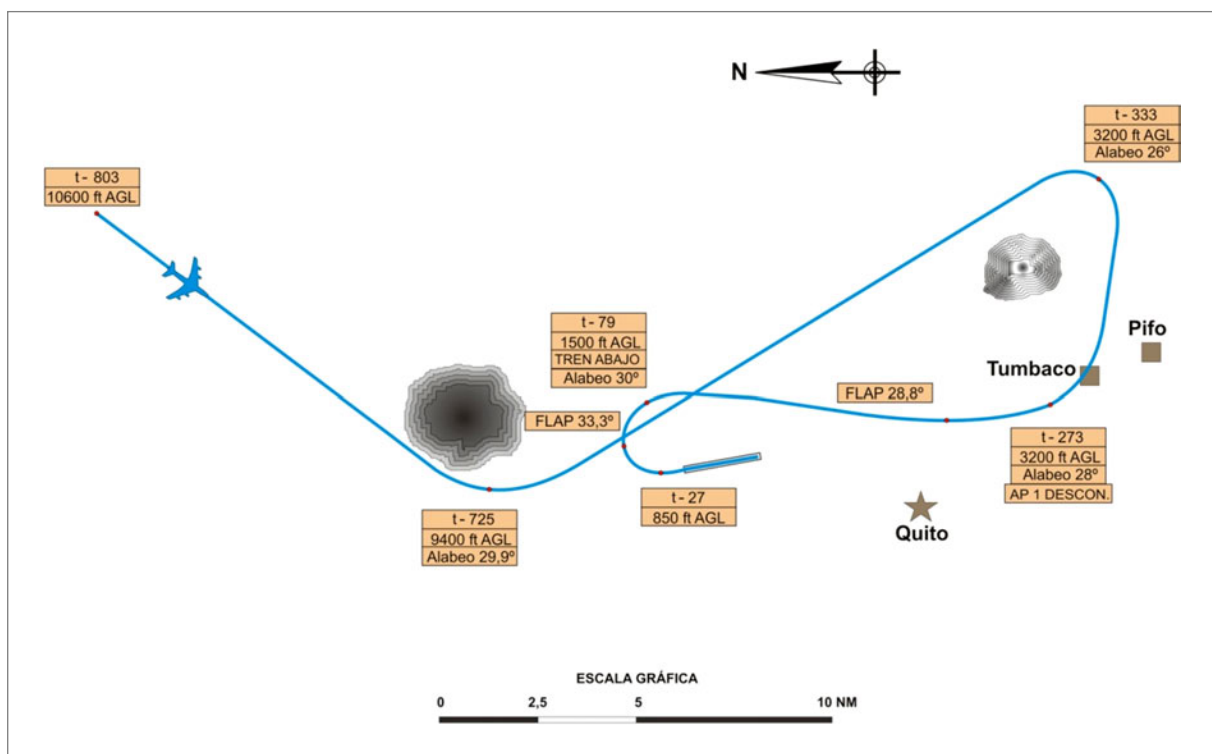 N
t - 333
3200 ft AGL
Alabeo 26º
t - 803
10600 ft AGL
t - 79
1500 ft AGL
TREN ABAJO
Alabeo 30º
Pifo
Tumbaco
FLAP 28,8º
FLAP 33,3º
t - 273
3200 ft AGL
Alabeo 28º
AP 1 DESCON.
t - 27
850 ft AGL
Quito
t - 725
9400 ft AGL
Alabeo 29,9º
ESCALA GRÁFICA
0 2,5 5 10 NM